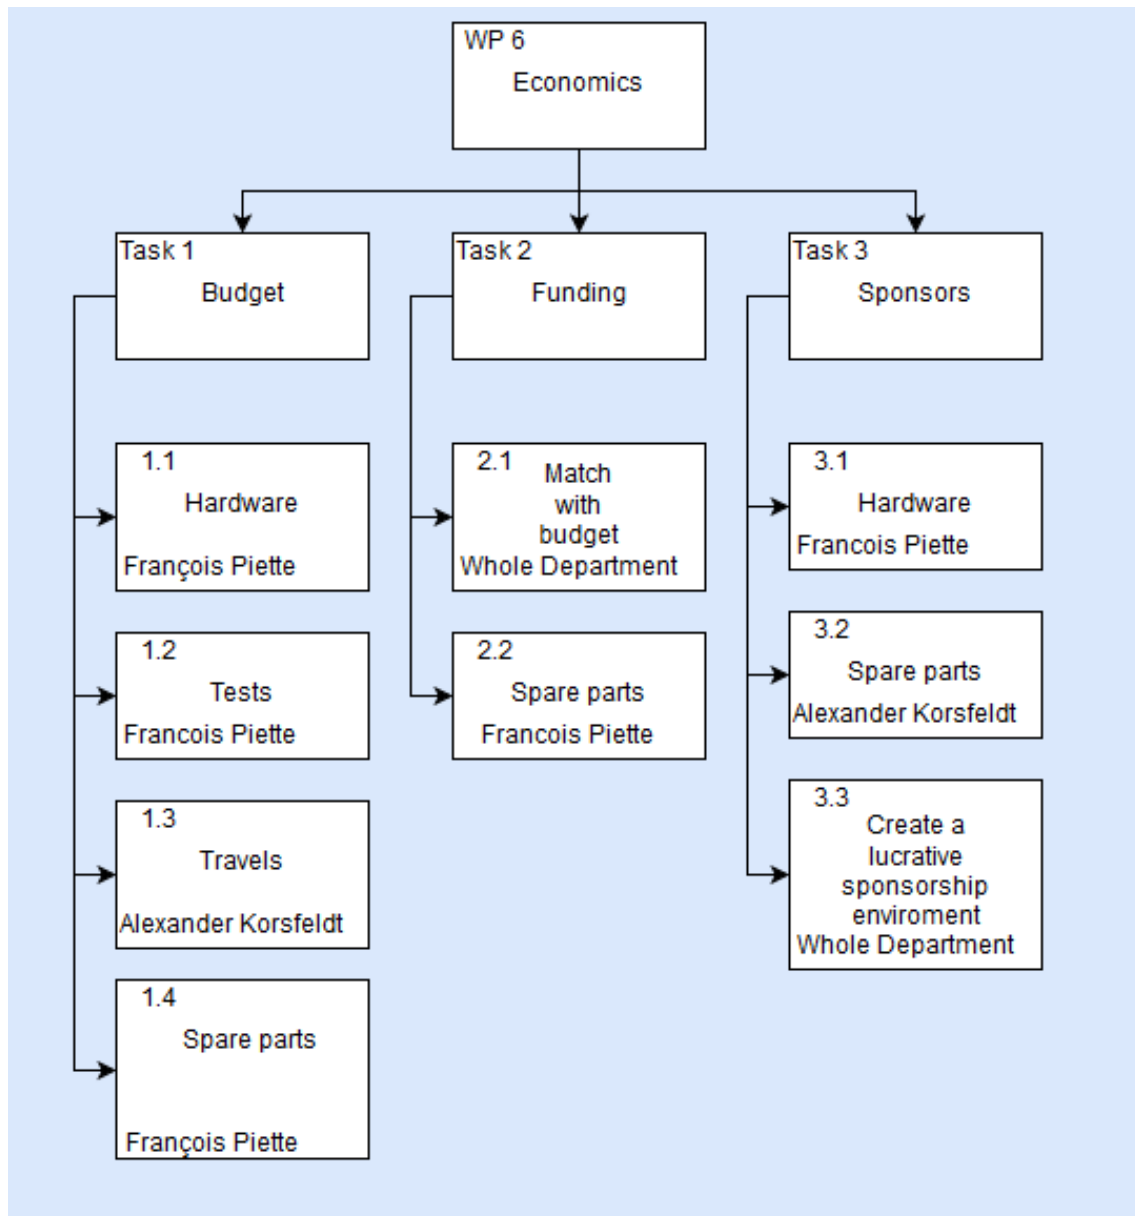 WP 6
Economics
Task 1
Budget
Task 2
Funding
Task 3
Sponsors
1.1
Hardware
François Piette
1.2
Tests
Francois Piette
1.3
Travels
Alexander Korsfeldt
1.4
Spare parts
François Piette
2.1
Match
with
budget
Whole Department
2.2
Spare parts
Francois Piette
3.1
Hardware
Francois Piette
3.2
Spare parts
Alexander Korsfeldt
3.3
Create a
lucrative
sponsorship
enviroment
Whole Department